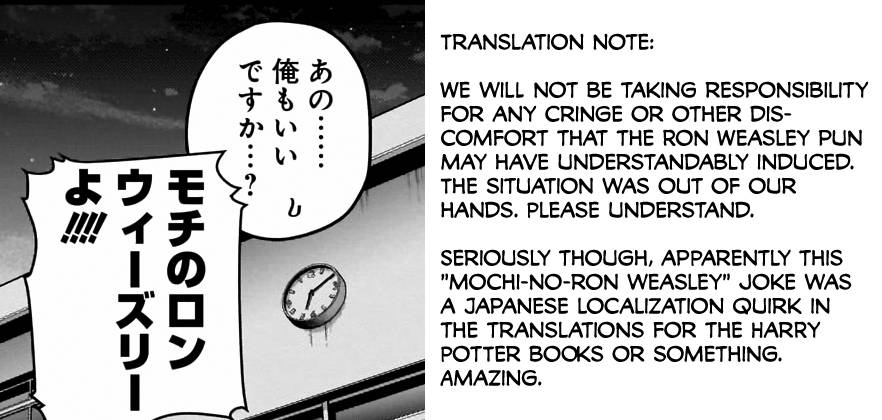 あの……
俺もいい
ですか…?
モチのロン
ウィーズリー
よ!!!!
TRANSLATION NOTE:
WE WILL NOT BE TAKING RESPONSIBILITY
FOR ANY CRINGE OR OTHER DIS-
COMFORT THAT THE RON WEASLEY PUN
MAY HAVE UNDERSTANDABLY INDUCED.
THE SITUATION WAS OUT OF OUR
HANDS. PLEASE UNDERSTAND.
SERIOUSLY THOUGH, APPARENTLY THIS
"MOCHI-NO-RON WEASLEY" JOKE WAS
A JAPANESE LOCALIZATION QUIRK IN
THE TRANSLATIONS FOR THE HARRY
POTTER BOOKS OR SOMETHING.
AMAZING.